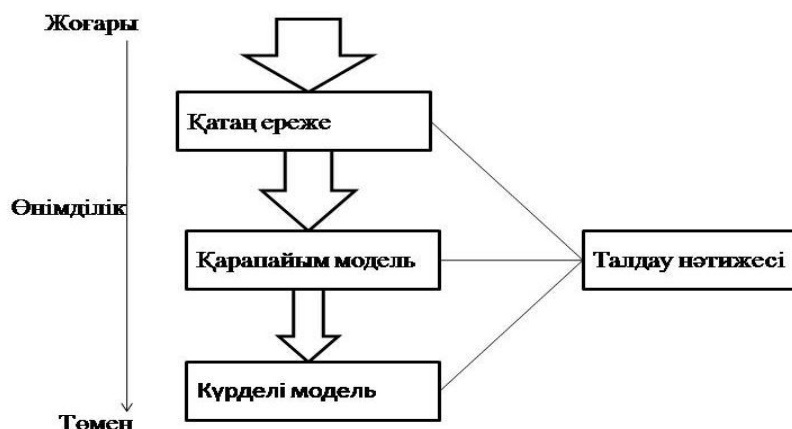 Жоғары
Қатаң ереже
Өнімділік
Қарапайым модель
Талдау нәтижесі
Күрделі модель
Төмен